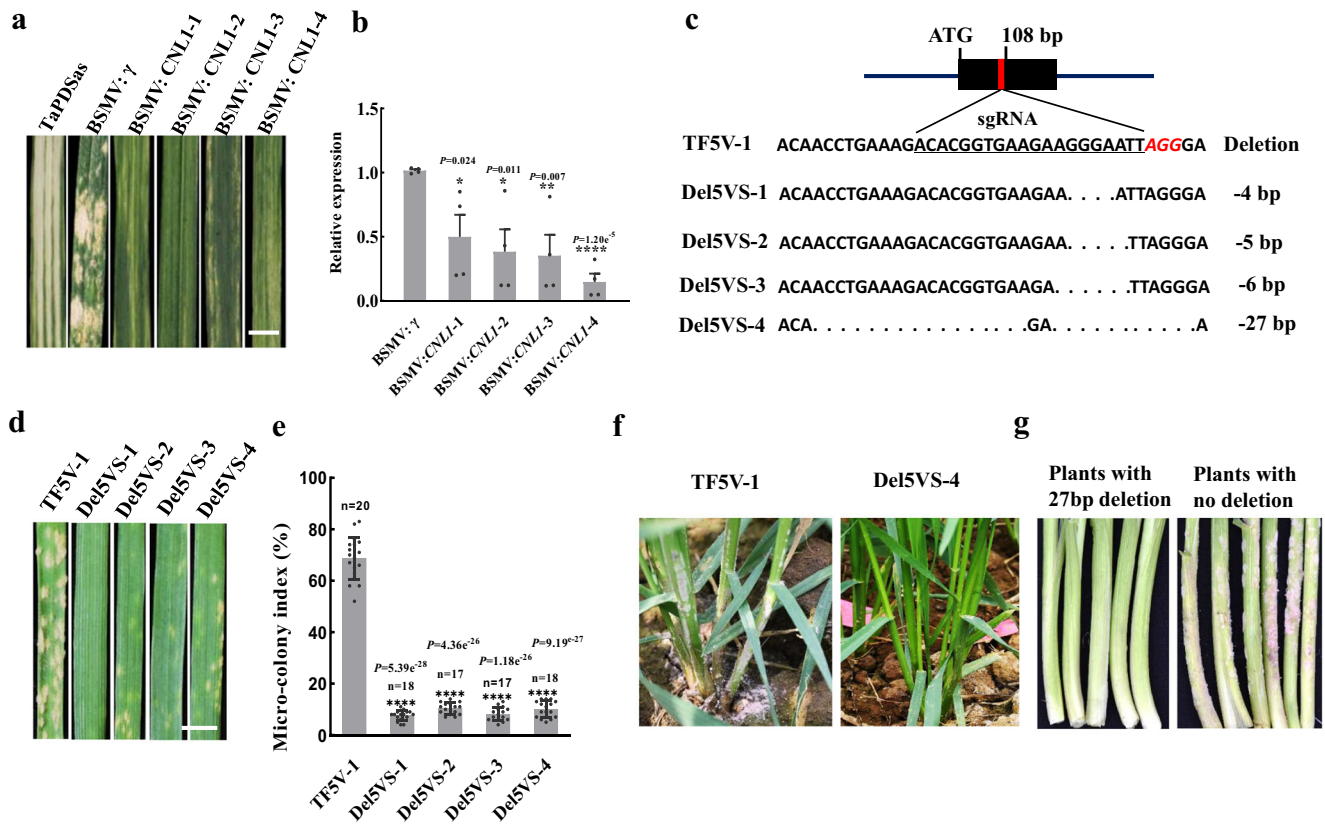 a
TaPDSas
BSMV: γ
BSMV: CNL1-1
BSMV: CNL1-2
BSMV: CNL1-3
BSMV: CNL1-4
b
Relative expression
1.5
1.0
0.5
0.0
P=0.024
*
P=0.011
*
P=0.007
**
P=1.20e-5
****
BSMV: γ
BSMV:CNL1-1
BSMV:CNL1-2
BSMV:CNL1-3
BSMV:CNL1-4
c
ATG 108 bp
sgRNA
TF5V-1 ACAACCTGAAAGACACGGTGAAGAAGGGAATTAGGGA Deletion
Del5VS-1 ACAACCTGAAAGACACGGTGAAGAA. . . .ATTAGGGA -4 bp
Del5VS-2 ACAACCTGAAAGACACGGTGAAGAA. . . . .TTAGGGA -5 bp
Del5VS-3 ACAACCTGAAAGACACGGTGAAGA. . . . . .TTAGGGA -6 bp
Del5VS-4 ACA. . . . . . . . . . . . . . . . . .GA. . . . . . . . . . .A -27 bp
d
TF5V-1
Del5VS-1
Del5VS-2
Del5VS-3
Del5VS-4
e
Micro-colony index (%)
100
80
60
40
20
0
n=20
P=5.39e-28
n=18
****
P=4.36e-26
n=17
****
P=1.18e-26
n=17
****
P=9.19e-27
n=18
****
TF5V-1
Del5VS-1
Del5VS-2
Del5VS-3
Del5VS-4
f
TF5V-1
Del5VS-4
g
Plants with
27bp deletion
Plants with
no deletion